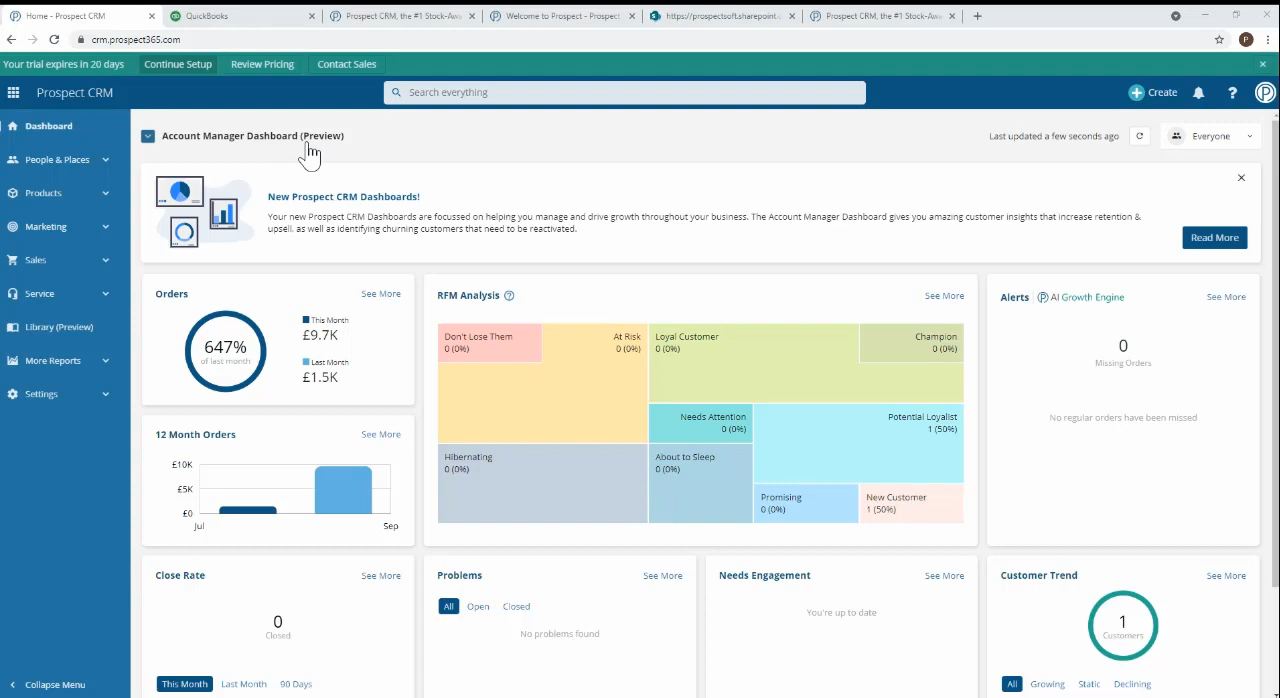 Home - Prospect CRM
QuickBooks
Prospect CRM, the #1 Stock-Awa
Welcome to Prospect - Prospect
https://prospectsoft.sharepoint.c
Prospect CRM, the #1 Stock-Awa
crm.prospect365.com
P
Your trial expires in 20 days
Continue Setup
Review Pricing
Contact Sales
Prospect CRM
Search everything
Create
Dashboard
People & Places
Products
Marketing
Sales
Service
Library (Preview)
More Reports
Settings
Collapse Menu
Account Manager Dashboard (Preview)
Last updated a few seconds ago
Everyone
New Prospect CRM Dashboards!
Your new Prospect CRM Dashboards are focussed on helping you manage and drive growth throughout your business. The Account Manager Dashboard gives you amazing customer insights that increase retention &
upsell, as well as identifying churning customers that need to be reactivated.
Read More
Orders
See More
647%
of last month
This Month
£9.7K
Last Month
£1.5K
12 Month Orders
See More
£10K
£5K
£0
Jul
Sep
RFM Analysis
See More
Don't Lose Them
0 (0%)
At Risk
0 (0%)
Loyal Customer
0 (0%)
Champion
0 (0%)
Needs Attention
0 (0%)
Potential Loyalist
1 (50%)
Hibernating
0 (0%)
About to Sleep
0 (0%)
Promising
0 (0%)
New Customer
1 (50%)
Alerts
AI Growth Engine
See More
0
Missing Orders
No regular orders have been missed
Close Rate
See More
0
Closed
This Month
Last Month
90 Days
Problems
See More
All
Open
Closed
No problems found
Needs Engagement
See More
You're up to date
Customer Trend
See More
1
Customers
All
Growing
Static
Declining